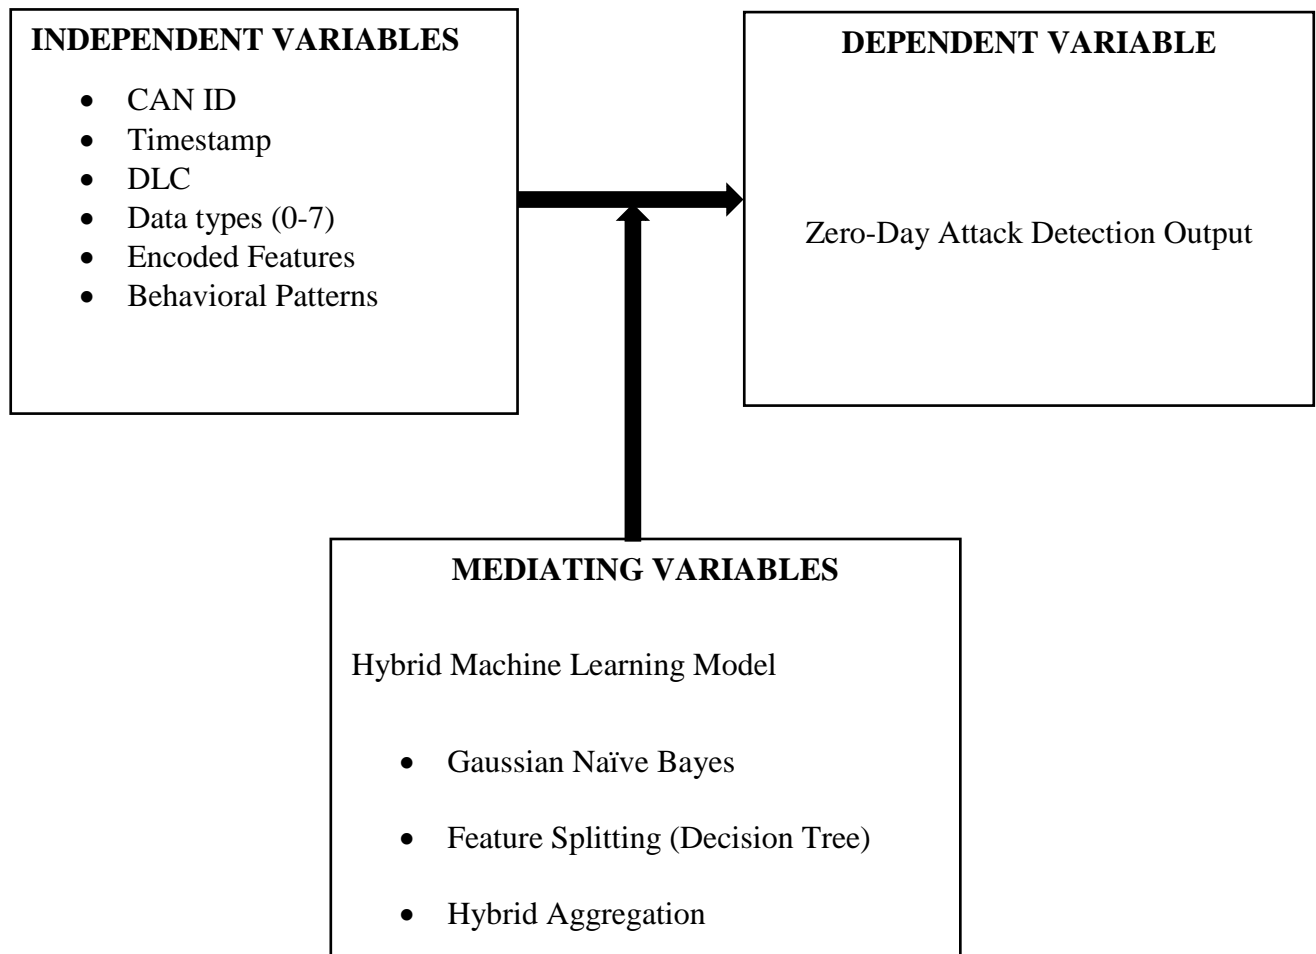 INDEPENDENT VARIABLES
• CAN ID
• Timestamp
• DLC
• Data types (0-7)
• Encoded Features
• Behavioral Patterns
DEPENDENT VARIABLE
Zero-Day Attack Detection Output
MEDIATING VARIABLES
Hybrid Machine Learning Model
• Gaussian Naïve Bayes
• Feature Splitting (Decision Tree)
• Hybrid Aggregation